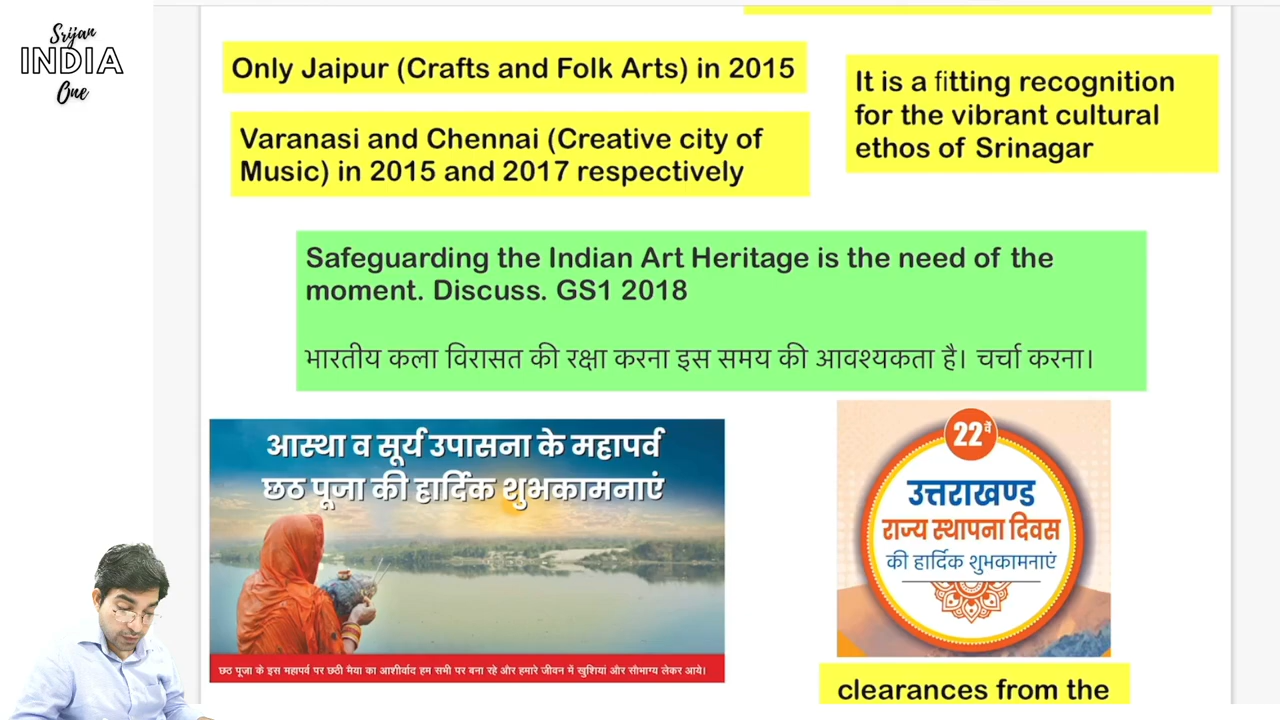 Srijan
INDIA
One
Only Jaipur (Crafts and Folk Arts) in 2015
Varanasi and Chennai (Creative city of
Music) in 2015 and 2017 respectively
It is a fitting recognition
for the vibrant cultural
ethos of Srinagar
Safeguarding the Indian Art Heritage is the need of the
moment. Discuss. GS1 2018
भारतीय कला विरासत की रक्षा करना इस समय की आवश्यकता है। चर्चा करना।
आस्था व सूर्य उपासना के महापर्व
छठ पूजा की हार्दिक शुभकामनाएं
छठ पूजा के इस महापर्व पर छठी मैया का आशीर्वाद हम सभी पर बना रहे और हमारे जीवन में खुशियां और सौभाग्य लेकर आये।
22वें
उत्तराखण्ड
राज्य स्थापना दिवस
की हार्दिक शुभकामनाएं
clearances from the